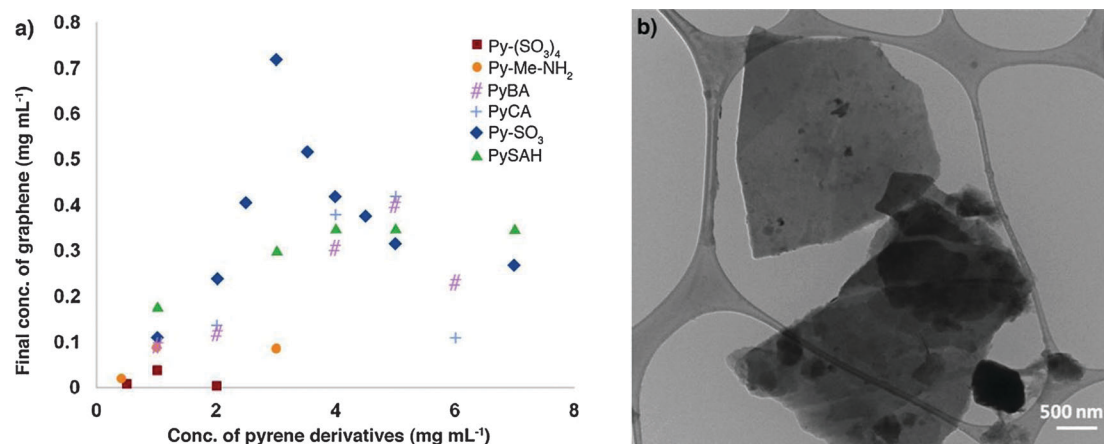 a)
0.8
0.7
0.6
0.5
0.4
0.3
0.2
0.1
0
Final conc. of graphene (mg mL⁻¹)
Py-(SO₃)₄
Py-Me-NH₂
PyBA
PyCA
Py-SO₃
PySAH
0 2 4 6 8
Conc. of pyrene derivatives (mg mL⁻¹)
b)
500 nm